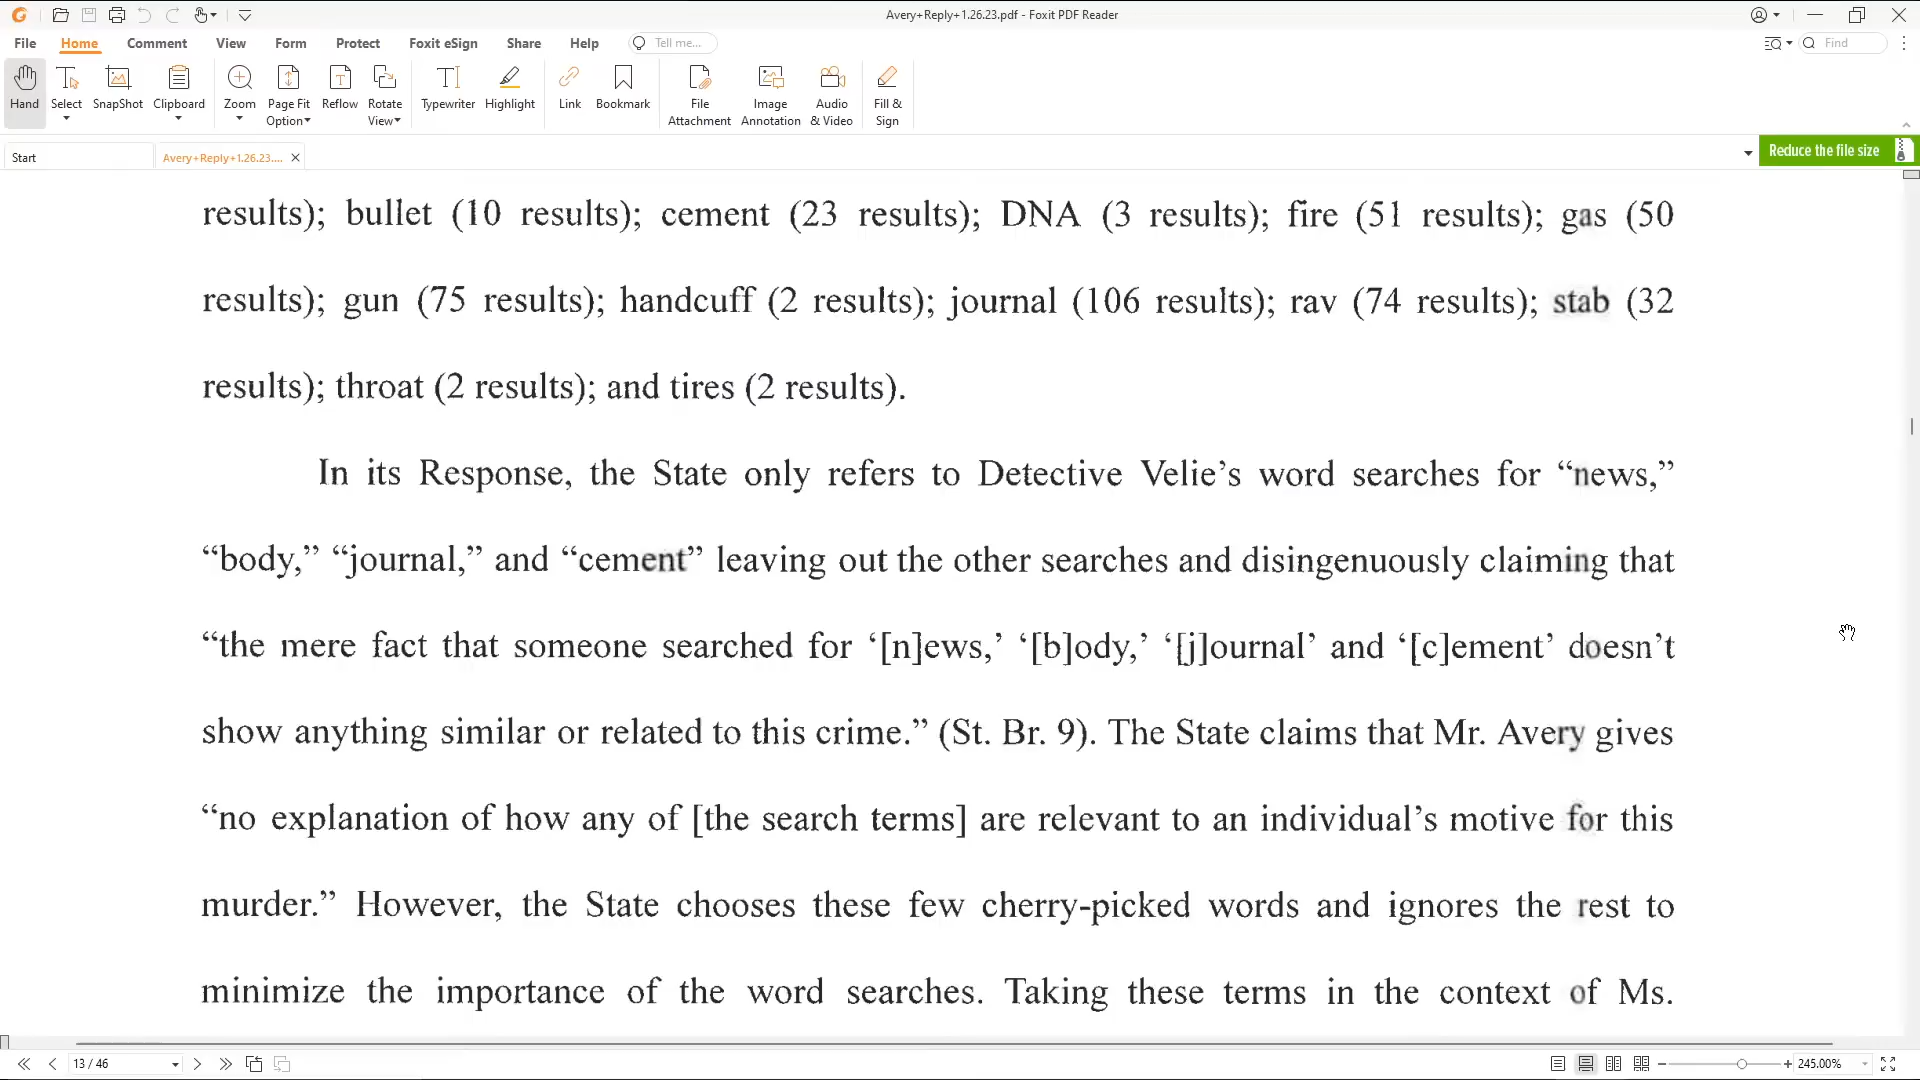 Avery+Reply+1.26.23.pdf - Foxit PDF Reader
File Home Comment View Form Protect Foxit eSign Share Help Tell me... Find
Hand Select SnapShot Clipboard Zoom Page Fit Option Reflow Rotate View Typewriter Highlight Link Bookmark File Attachment Image Annotation Audio & Video Fill & Sign
Start Avery+Reply+1.26.23.... Reduce the file size
results); bullet (10 results); cement (23 results); DNA (3 results); fire (51 results); gas (50
results); gun (75 results); handcuff (2 results); journal (106 results); rav (74 results); stab (32
results); throat (2 results); and tires (2 results).
In its Response, the State only refers to Detective Velie’s word searches for “news,”
“body,” “journal,” and “cement” leaving out the other searches and disingenuously claiming that
“the mere fact that someone searched for ‘[n]ews,’ ‘[b]ody,’ ‘[j]ournal’ and ‘[c]ement’ doesn’t
show anything similar or related to this crime.” (St. Br. 9). The State claims that Mr. Avery gives
“no explanation of how any of [the search terms] are relevant to an individual’s motive for this
murder.” However, the State chooses these few cherry-picked words and ignores the rest to
minimize the importance of the word searches. Taking these terms in the context of Ms.
13 / 46 245.00%